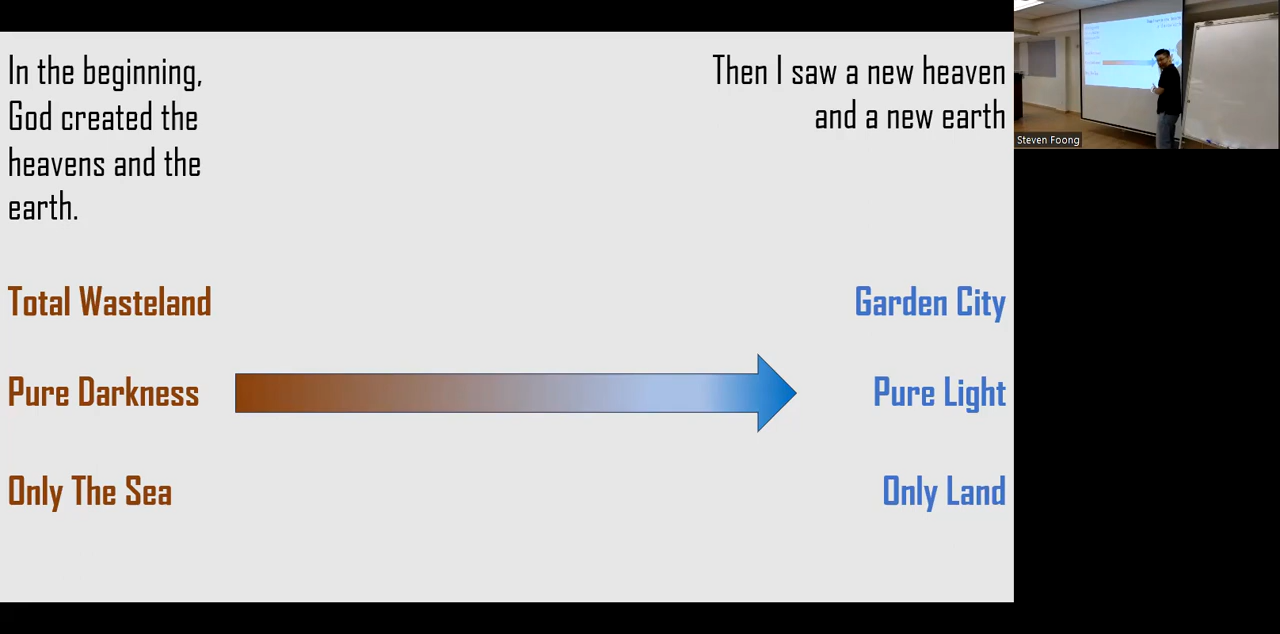 In the beginning,
God created the
heavens and the
earth.
Then I saw a new heaven
and a new earth
Total Wasteland
Garden City
Pure Darkness
Pure Light
Only The Sea
Only Land
Steven Foong